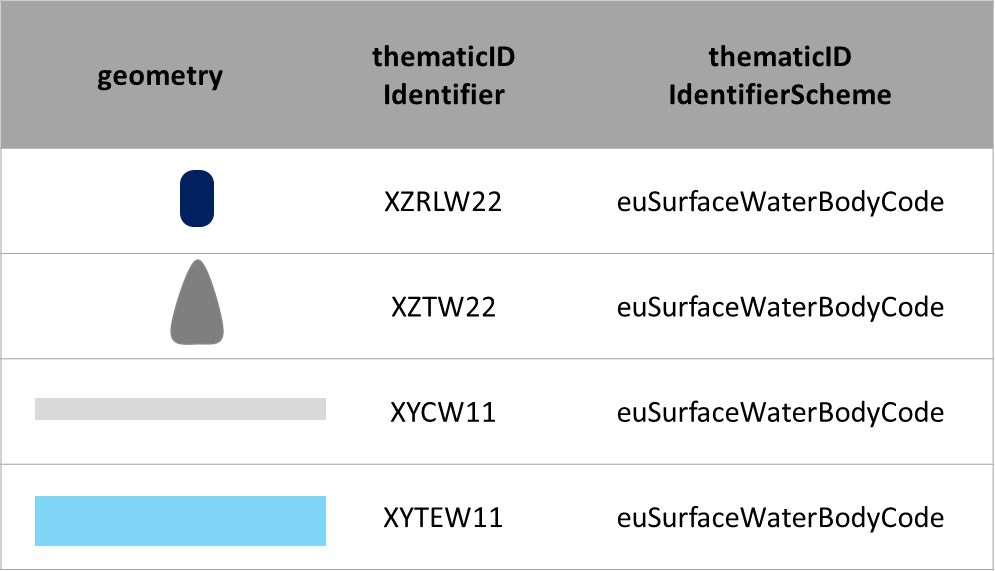 geometry
thematicID
Identifier
thematicID
IdentifierScheme
XZRLW22
euSurfaceWaterBodyCode
XZTW22
euSurfaceWaterBodyCode
XYCW11
euSurfaceWaterBodyCode
XYTEW11
euSurfaceWaterBodyCode